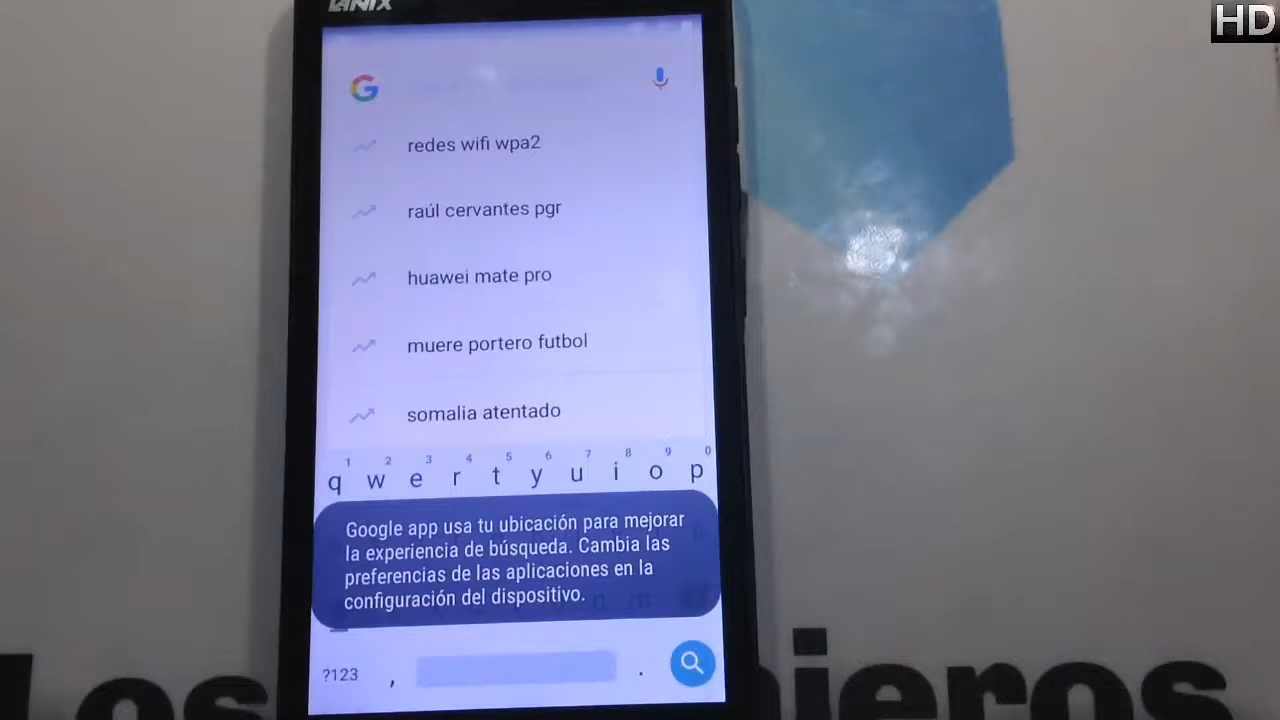 LANIX
HD
redes wifi wpa2
raúl cervantes pgr
huawei mate pro
muere portero futbol
somalia atentado
1 2 3 4 5 6 7 8 9 0
q w e r t y u i o p
Google app usa tu ubicación para mejorar
la experiencia de búsqueda. Cambia las
preferencias de las aplicaciones en la
configuración del dispositivo.
n m
?123 , .
Los nieros